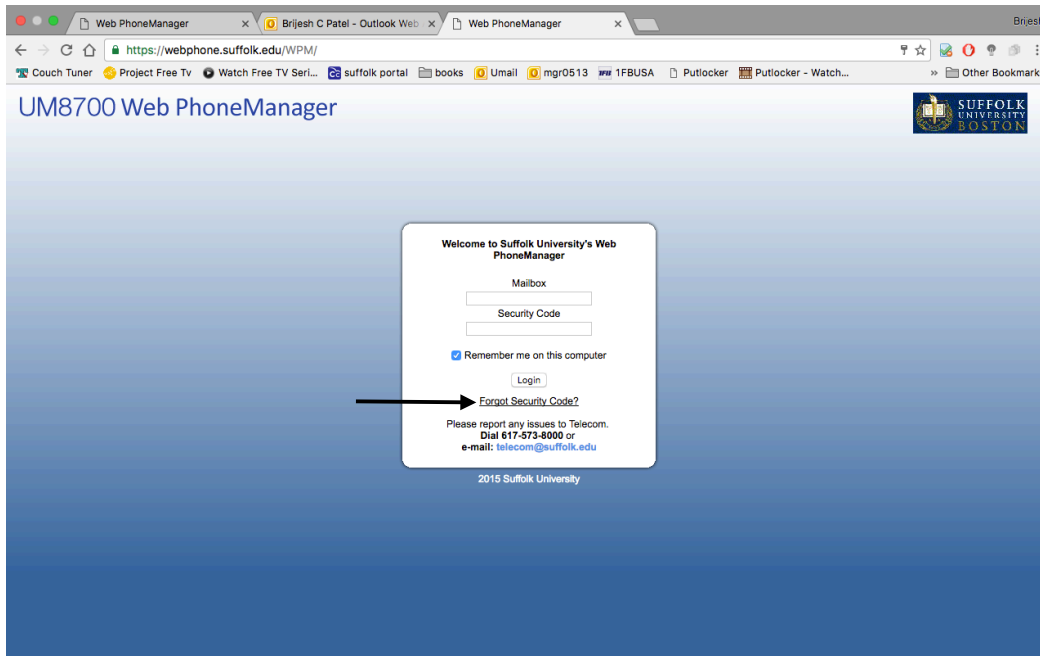 Web PhoneManager
Brijesh C Patel - Outlook Web
Web PhoneManager
Brijesh
https://webphone.suffolk.edu/WPM/
Couch Tuner
Project Free Tv
Watch Free TV Seri...
suffolk portal
books
Umail
mgr0513
1FBUSA
Putlocker
Putlocker - Watch...
» Other Bookmark
UM8700 Web PhoneManager
SUFFOLK
UNIVERSITY
BOSTON
Welcome to Suffolk University's Web
PhoneManager
Mailbox
Security Code
Remember me on this computer
Login
Forgot Security Code?
Please report any issues to Telecom.
Dial 617-573-8000 or
e-mail: telecom@suffolk.edu
2015 Suffolk University